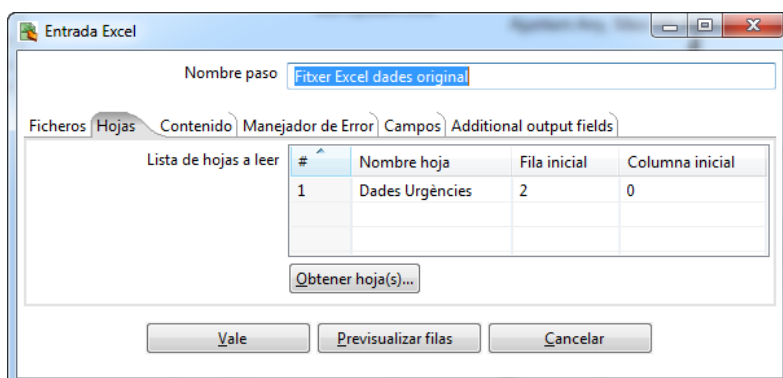 Entrada Excel
Nombre paso Fitxer Excel dades original
Ficheros Hojas Contenido Manejador de Error Campos Additional output fields
Lista de hojas a leer # Nombre hoja Fila inicial Columna inicial
1 Dades Urgències 2 0
Obtener hoja(s)...
Vale Previsualizar filas Cancelar